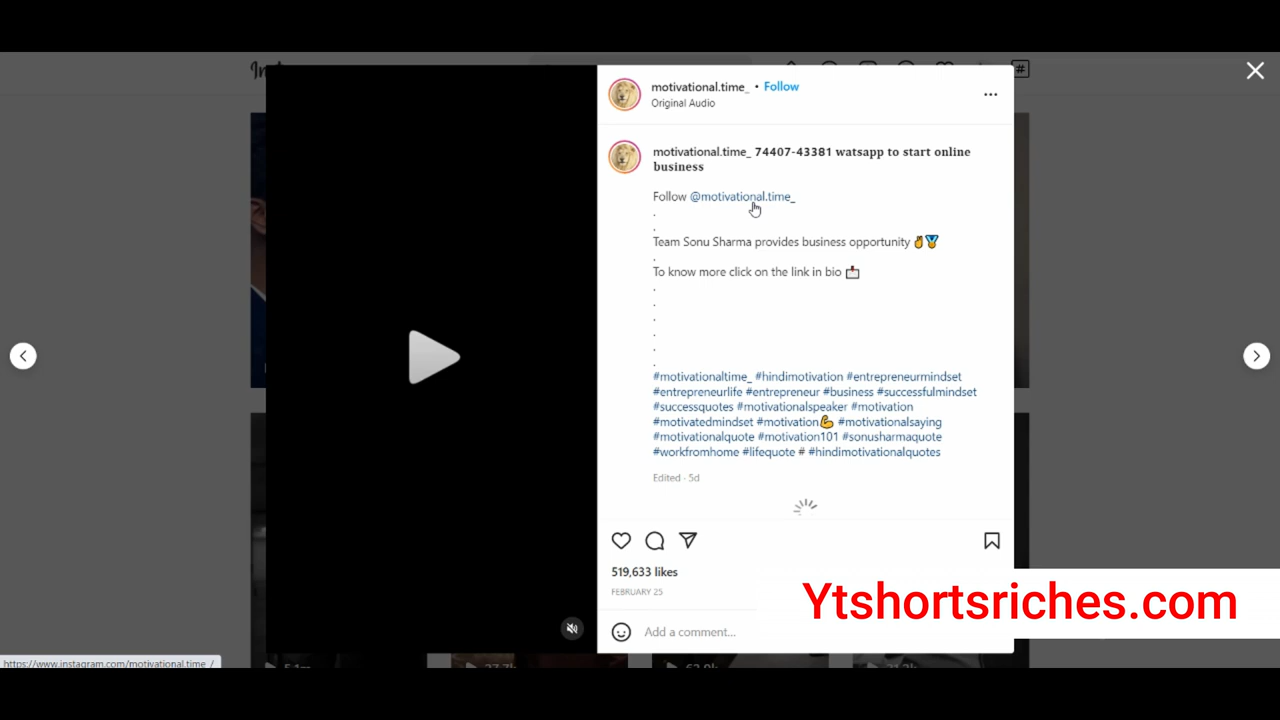 #
motivational.time_ • Follow
Original Audio
motivational.time_ 74407-43381 watsapp to start online
business
Follow @motivational.time_
.
.
Team Sonu Sharma provides business opportunity ✌️🏅
.
To know more click on the link in bio 📩
.
.
.
.
.
.
#motivationaltime_ #hindimotivation #entrepreneurmindset
#entrepreneurlife #entrepreneur #business #successfulmindset
#successquotes #motivationalspeaker #motivation
#motivatedmindset #motivation💪 #motivationalsaying
#motivationalquote #motivation101 #sonusharmaquote
#workfromhome #lifequote # #hindimotivationalquotes
Edited · 5d
519,633 likes
FEBRUARY 25
Ytshortsriches.com
Add a comment...
https://www.instagram.com/motivational.time_/
5.1m